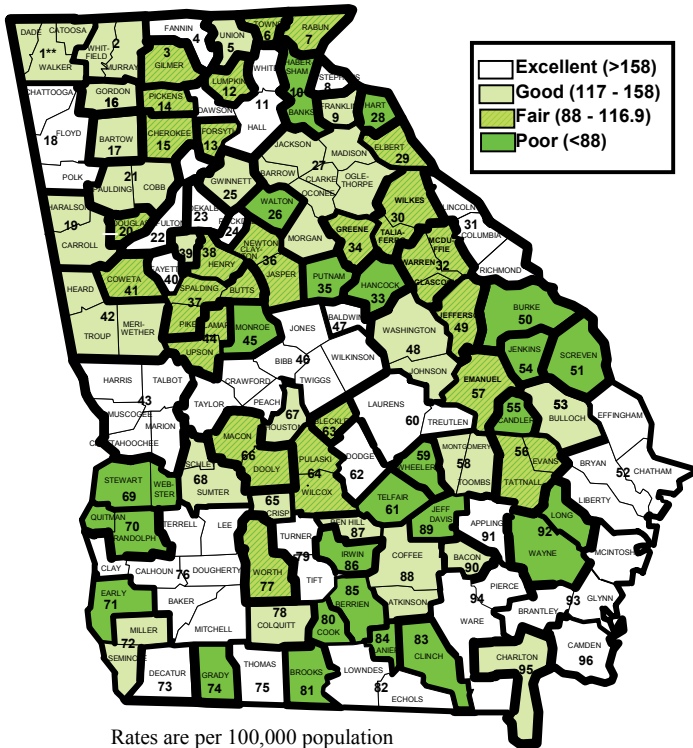 Excellent (>158)
Good (117 - 158)
Fair (88 - 116.9)
Poor (<88)
DADE
CATOOSA
1**
WALKER
2
WHIT-
FIELD
MURRAY
FANNIN
4
3
GILMER
UNION
5
TOWNS
6
RABUN
7
HABER-
SHAM
10
BANKS
WHITE
11
HALL
STEPHENS
8
FRANKLIN
9
HART
28
LUMPKIN
12
DAWSON
CHATTOOGA
FLOYD
18
POLK
GORDON
16
PICKENS
14
BARTOW
17
CHEROKEE
15
FORSYTH
13
JACKSON
MADISON
27
BARROW
CLARKE
OCONEE
OGLE-
THORPE
MORGAN
ELBERT
29
21
PAULDING
COBB
GWINNETT
25
HARALSON
19
CARROLL
DOUGLAS
20
FULTON
22
DEKALB
23
ROCK
24
WALTON
26
WILKES
30
TALIA-
FERRO
LINCOLN
31
COLUMBIA
RICHMOND
GREENE
34
MCDU
FFIE
32
WARREN
GLASCOCK
NEWTON
36
JASPER
39
CLAY-
TON
38
HENRY
FAYETTE
40
COWETA
41
HEARD
42
TROUP
MERI-
WETHER
SPALDING
37
BUTTS
PIKE
LAMAR
44
UPSON
MONROE
45
PUTNAM
35
HANCOCK
33
BALDWIN
47
JONES
BIBB
46
WILKINSON
TWIGGS
CRAWFORD
PEACH
WASHINGTON
48
JOHNSON
JEFFERSON
49
BURKE
50
JENKINS
54
SCREVEN
51
EMANUEL
57
HARRIS
TALBOT
43
MUSCOGEE
MARION
CHATTAHOOCHEE
TAYLOR
67
HOUSTON
BLECKLEY
63
LAURENS
60
TREUTLEN
CANDLER
55
53
BULLOCH
EFFINGHAM
MACON
66
DOOLY
PULASKI
64
WILCOX
DODGE
62
59
WHEELER
MONTGOMERY
58
TOOMBS
56
EVANS
TATTNALL
BRYAN
52
CHATHAM
LIBERTY
STEWART
69
WEB-
STER
SCHLEY
68
SUMTER
65
CRISP
TELFAIR
61
JEFF
DAVIS
89
APPLING
91
LONG
92
WAYNE
MCINTOSH
QUITMAN
70
RANDOLPH
TERRELL
LEE
TURNER
79
TIFT
BEN HILL
87
IRWIN
86
COFFEE
88
ATKINSON
BACON
90
PIERCE
94
WARE
CLAY
CALHOUN
76
DOUGHERTY
BAKER
MITCHELL
WORTH
77
EARLY
71
MILLER
72
SEMINOLE
78
COLQUITT
80
COOK
85
BERRIEN
84
LANIER
83
CLINCH
BRANTLEY
93
GLYNN
CHARLTON
95
CAMDEN
96
DECATUR
73
GRADY
74
THOMAS
75
BROOKS
81
LOWNDES
82
ECHOLS
Rates are per 100,000 population